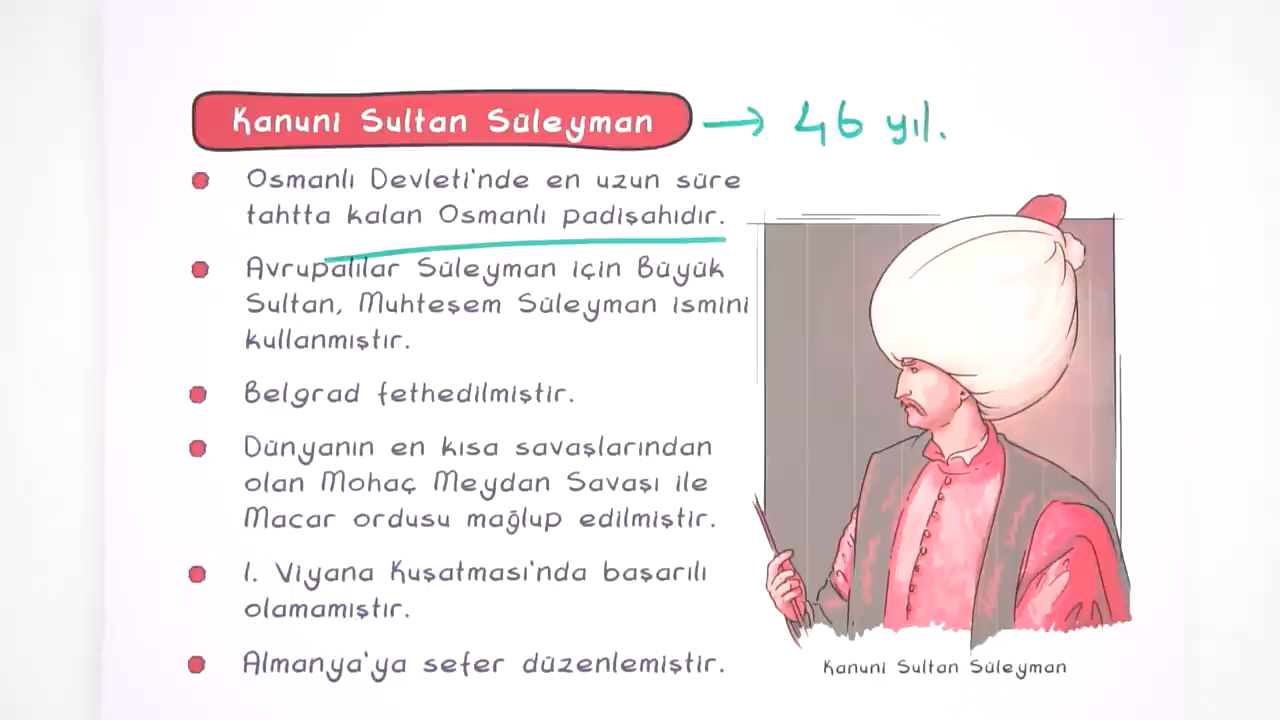 Kanuni Sultan Süleyman → 46 yıl.
Osmanlı Devleti'nde en uzun süre
tahtta kalan Osmanlı padişahıdır.
Avrupalılar Süleyman için Büyük
Sultan, Muhteşem Süleyman ismini
kullanmıştır.
Belgrad fethedilmiştir.
Dünyanın en kısa savaşlarından
olan Mohaç Meydan Savaşı ile
Macar ordusu mağlup edilmiştir.
I. Viyana Kuşatması'nda başarılı
olamamıştır.
Almanya'ya sefer düzenlemiştir.
Kanuni Sultan Süleyman